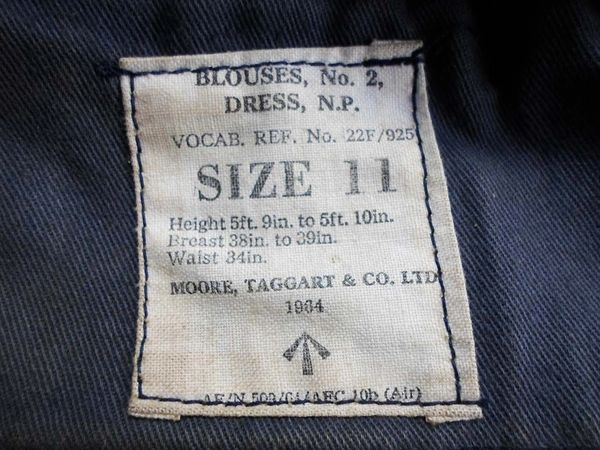 BLOUSES, No. 2,
DRESS, N.P.
VOCAB. REF. No. 22F/925
SIZE 11
Height 5ft. 9in. to 5ft. 10in.
Breast 38in. to 39in.
Waist 34in.
MOORE, TAGGART & CO. LTD
1964
(Air)